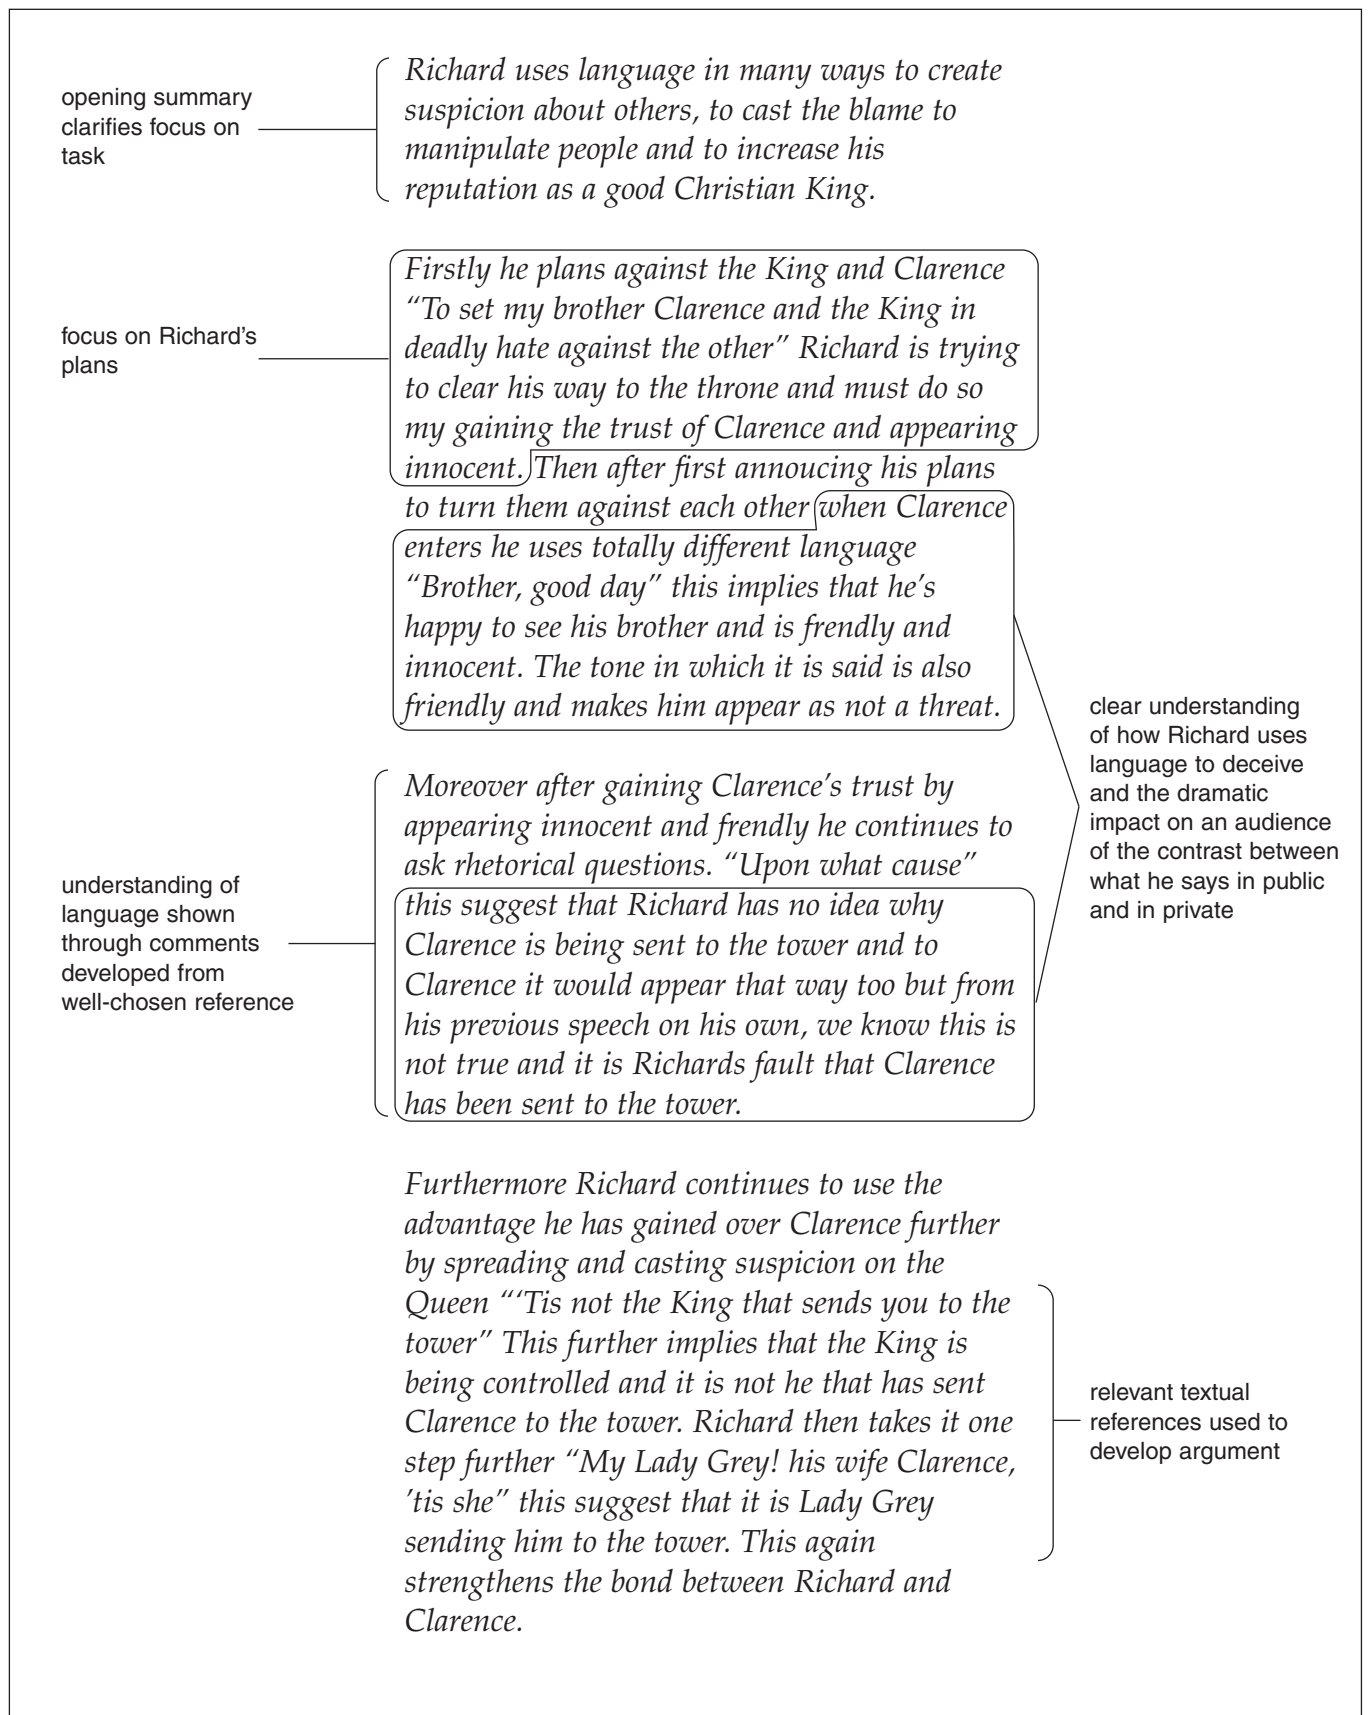 opening summary
clarifies focus on
task
Richard uses language in many ways to create
suspicion about others, to cast the blame to
manipulate people and to increase his
reputation as a good Christian King.
focus on Richard's
plans
Firstly he plans against the King and Clarence
“To set my brother Clarence and the King in
deadly hate against the other” Richard is trying
to clear his way to the throne and must do so
my gaining the trust of Clarence and appearing
innocent. Then after first annoucing his plans
to turn them against each other when Clarence
enters he uses totally different language
“Brother, good day” this implies that he's
happy to see his brother and is frendly and
innocent. The tone in which it is said is also
friendly and makes him appear as not a threat.
clear understanding
of how Richard uses
language to deceive
and the dramatic
impact on an audience
of the contrast between
what he says in public
and in private
understanding of
language shown
through comments
developed from
well-chosen reference
Moreover after gaining Clarence's trust by
appearing innocent and frendly he continues to
ask rhetorical questions. “Upon what cause”
this suggest that Richard has no idea why
Clarence is being sent to the tower and to
Clarence it would appear that way too but from
his previous speech on his own, we know this is
not true and it is Richards fault that Clarence
has been sent to the tower.
Furthermore Richard continues to use the
advantage he has gained over Clarence further
by spreading and casting suspicion on the
Queen “‘Tis not the King that sends you to the
tower” This further implies that the King is
being controlled and it is not he that has sent
Clarence to the tower. Richard then takes it one
step further “My Lady Grey! his wife Clarence,
’tis she” this suggest that it is Lady Grey
sending him to the tower. This again
strengthens the bond between Richard and
Clarence.
relevant textual
references used to
develop argument